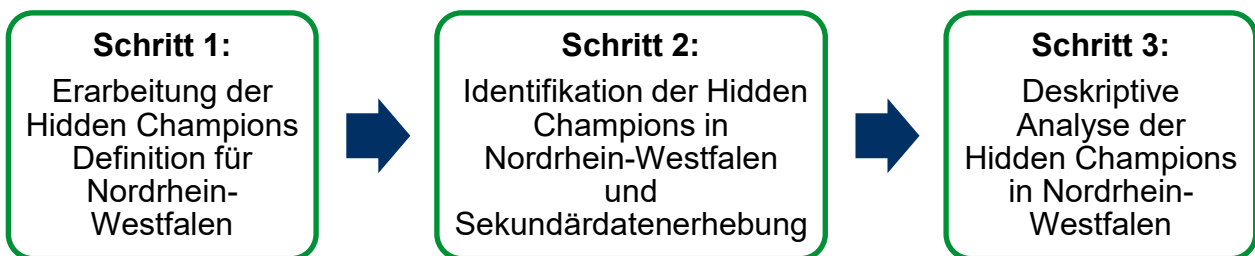 Schritt 1:
Erarbeitung der
Hidden Champions
Definition für
Nordrhein-
Westfalen
Schritt 2:
Identifikation der Hidden
Champions in
Nordrhein-Westfalen
und
Sekundärdatenerhebung
Schritt 3:
Deskriptive
Analyse der
Hidden Champions
in Nordrhein-
Westfalen